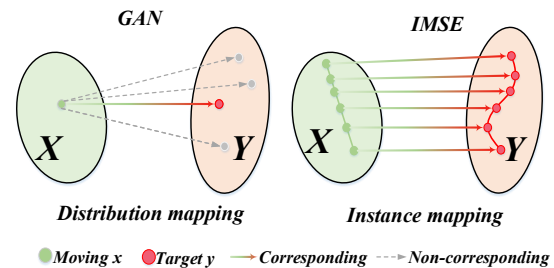 GAN
IMSE
X
Y
X
Y
Distribution mapping
Instance mapping
Moving x
Target y
Corresponding
Non-corresponding